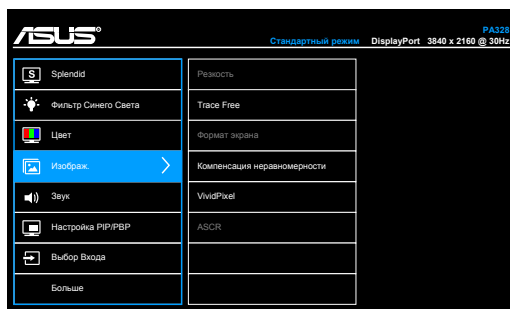 ASUS
PA328
Стандартный режим DisplayPort 3840 x 2160 @ 30Hz
S Splendid
Фильтр Синего Света
Цвет
Изображ.
Звук
Настройка PIP/PBP
Выбор Входа
Больше
Резкость
Trace Free
Формат экрана
Компенсация неравномерности
VividPixel
ASCR